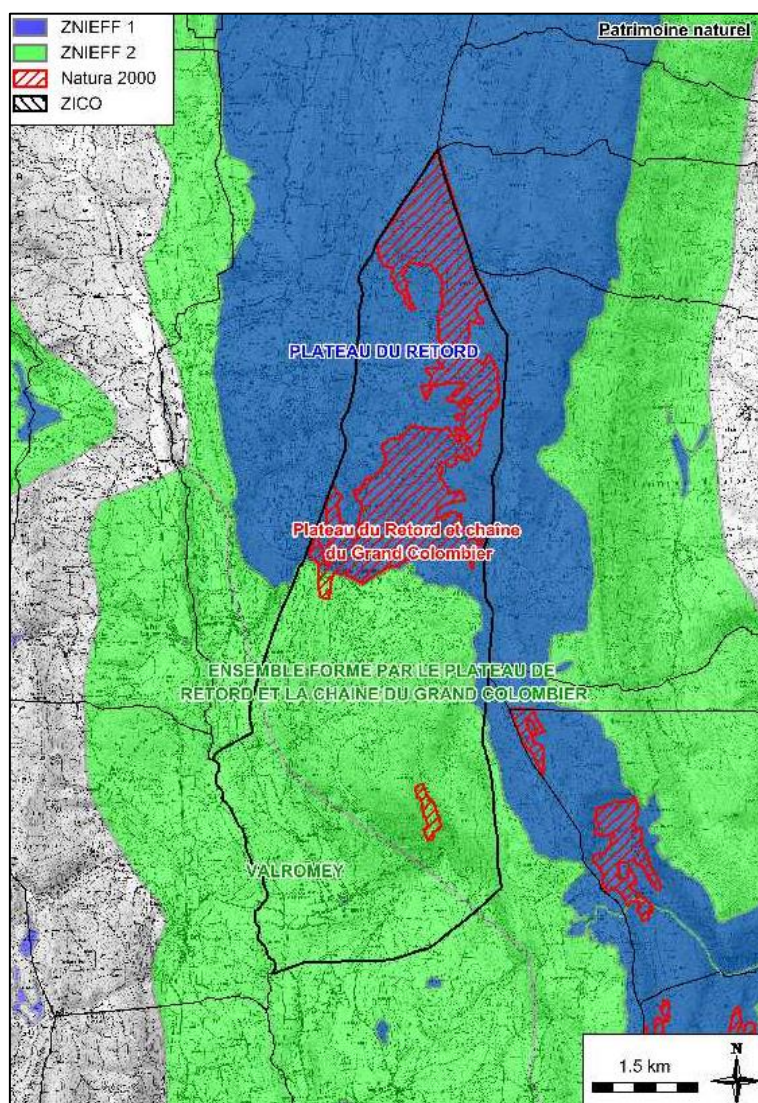 ZNIEFF 1
ZNIEFF 2
Natura 2000
ZICO
Patrimoine naturel
PLATEAU DU RETORD
Plateau du Retord et chaine
du Grand Colombier
ENSEMBLE FORME PAR LE PLATEAU DE
RETORD ET LA CHAINE DU GRAND COLOMBIER
VALROMEY
1.5 km
N